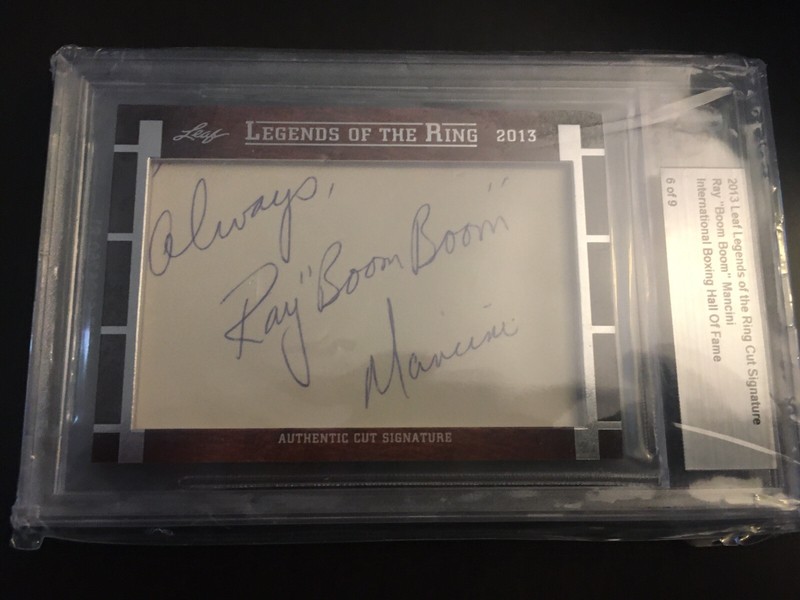 Leaf LEGENDS OF THE RING 2013
Always,
Ray "Boom Boom"
Mancini
AUTHENTIC CUT SIGNATURE
2013 Leaf Legends of the Ring Cut Signature
Ray "Boom Boom" Mancini
International Boxing Hall Of Fame
6 of 9